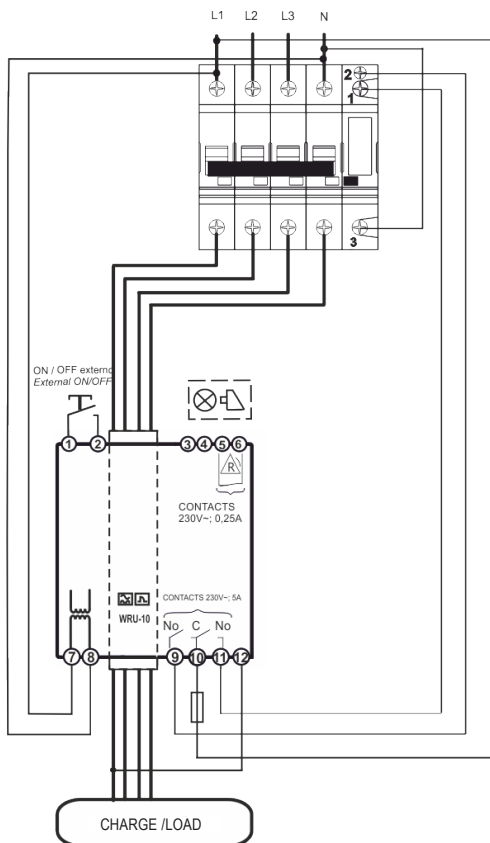 L1 L2 L3 N
2
1
3
ON / OFF externo
External ON/OFF
1 2 3 4 5 6
R
CONTACTS
230V~; 0,25A
CONTACTS 230V~; 5A
WRU-10
No C No
7 8 9 10 11 12
CHARGE /LOAD